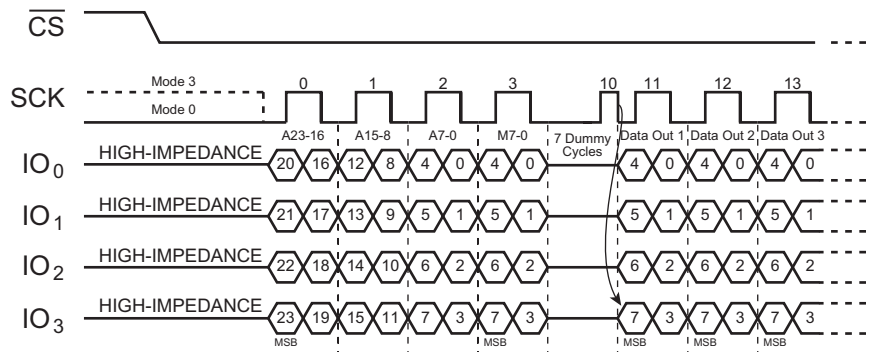 CS
Mode 3
0 1 2 3 10 11 12 13
SCK
Mode 0
A23-16 A15-8 A7-0 M7-0 7 Dummy Cycles Data Out 1 Data Out 2 Data Out 3
IO0 HIGH-IMPEDANCE 20 16 12 8 4 0 4 0 4 0 4 0 4 0
IO1 HIGH-IMPEDANCE 21 17 13 9 5 1 5 1 5 1 5 1 5 1
IO2 HIGH-IMPEDANCE 22 18 14 10 6 2 6 2 6 2 6 2 6 2
IO3 HIGH-IMPEDANCE 23 19 15 11 7 3 7 3 7 3 7 3 7 3
MSB MSB MSB MSB MSB